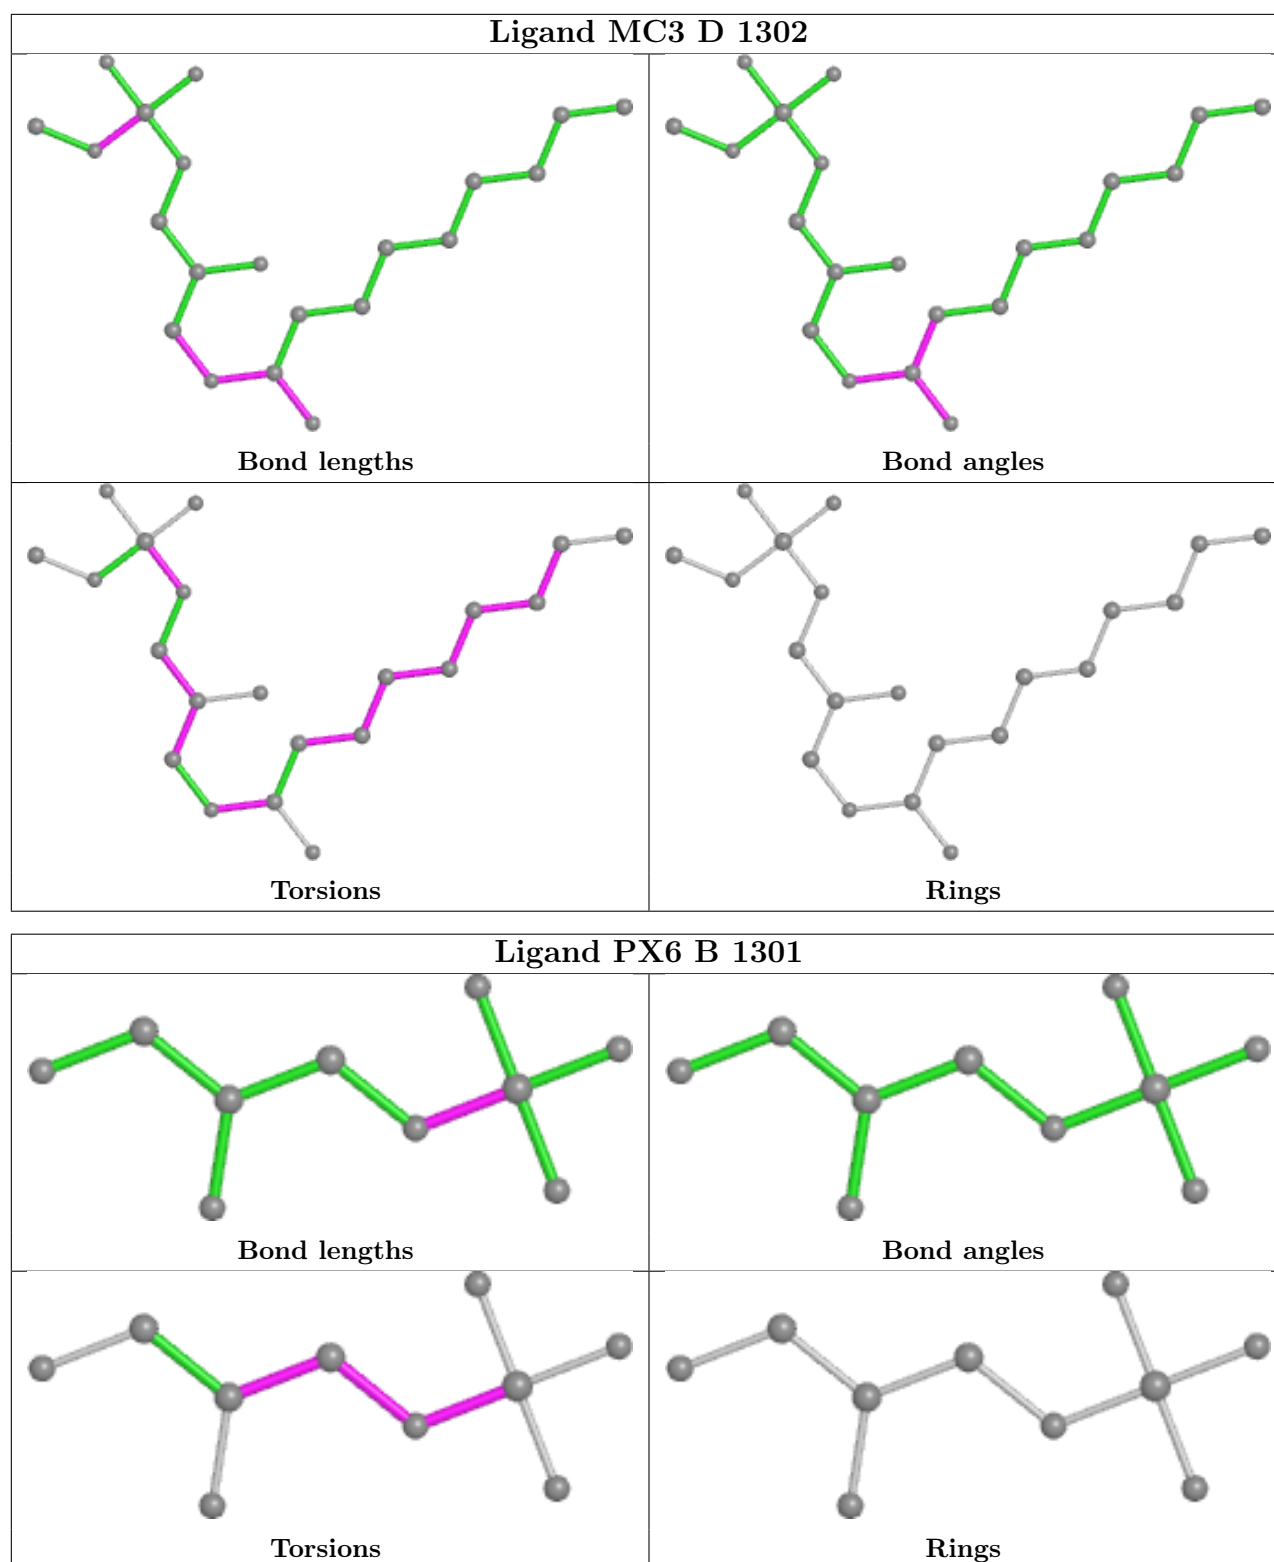 Ligand MC3 D 1302
Bond lengths
Bond angles
Torsions
Rings
Ligand PX6 B 1301
Bond lengths
Bond angles
Torsions
Rings